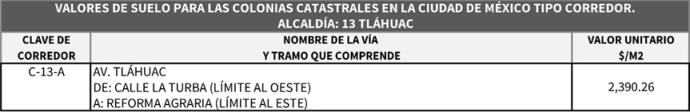 VALORES DE SUELO PARA LAS COLONIAS CATASTRALES EN LA CIUDAD DE MÉXICO TIPO CORREDOR.
ALCALDÍA: 13 TLÁHUAC
CLAVE DE CORREDOR
NOMBRE DE LA VÍA
Y TRAMO QUE COMPRENDE
VALOR UNITARIO
$/M2
C-13-A
AV. TLÁHUAC
DE: CALLE LA TURBA (LÍMITE AL OESTE)
A: REFORMA AGRARIA (LÍMITE AL ESTE)
2,390.26